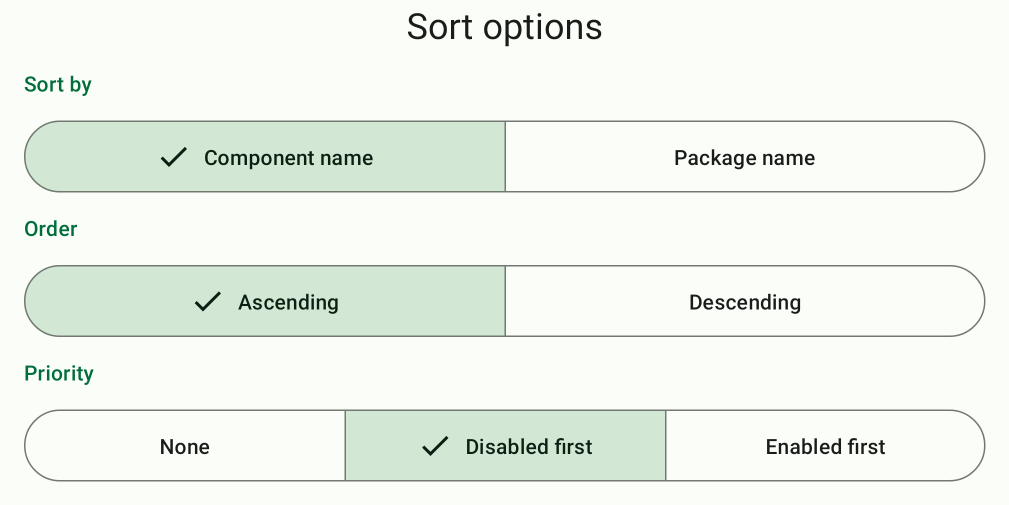 Sort options
Sort by
Component name Package name
Order
Ascending Descending
Priority
None Disabled first Enabled first